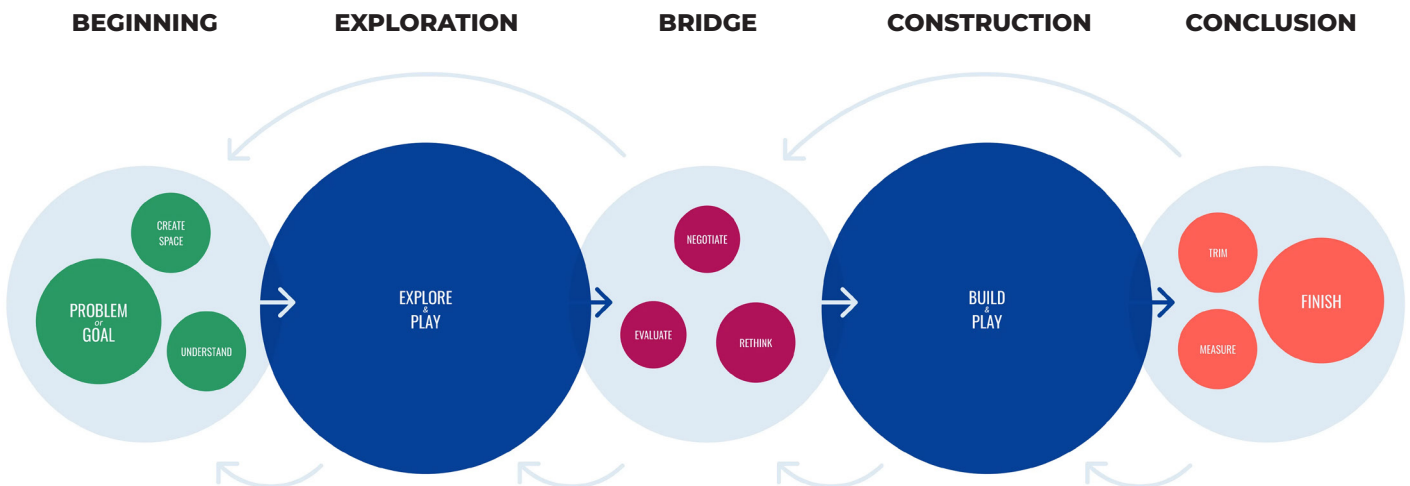 BEGINNING
EXPLORATION
BRIDGE
CONSTRUCTION
CONCLUSION
CREATE
SPACE
PROBLEM
or
GOAL
UNDERSTAND
EXPLORE
&
PLAY
NEGOTIATE
EVALUATE
RETHINK
BUILD
&
PLAY
TRIM
FINISH
MEASURE